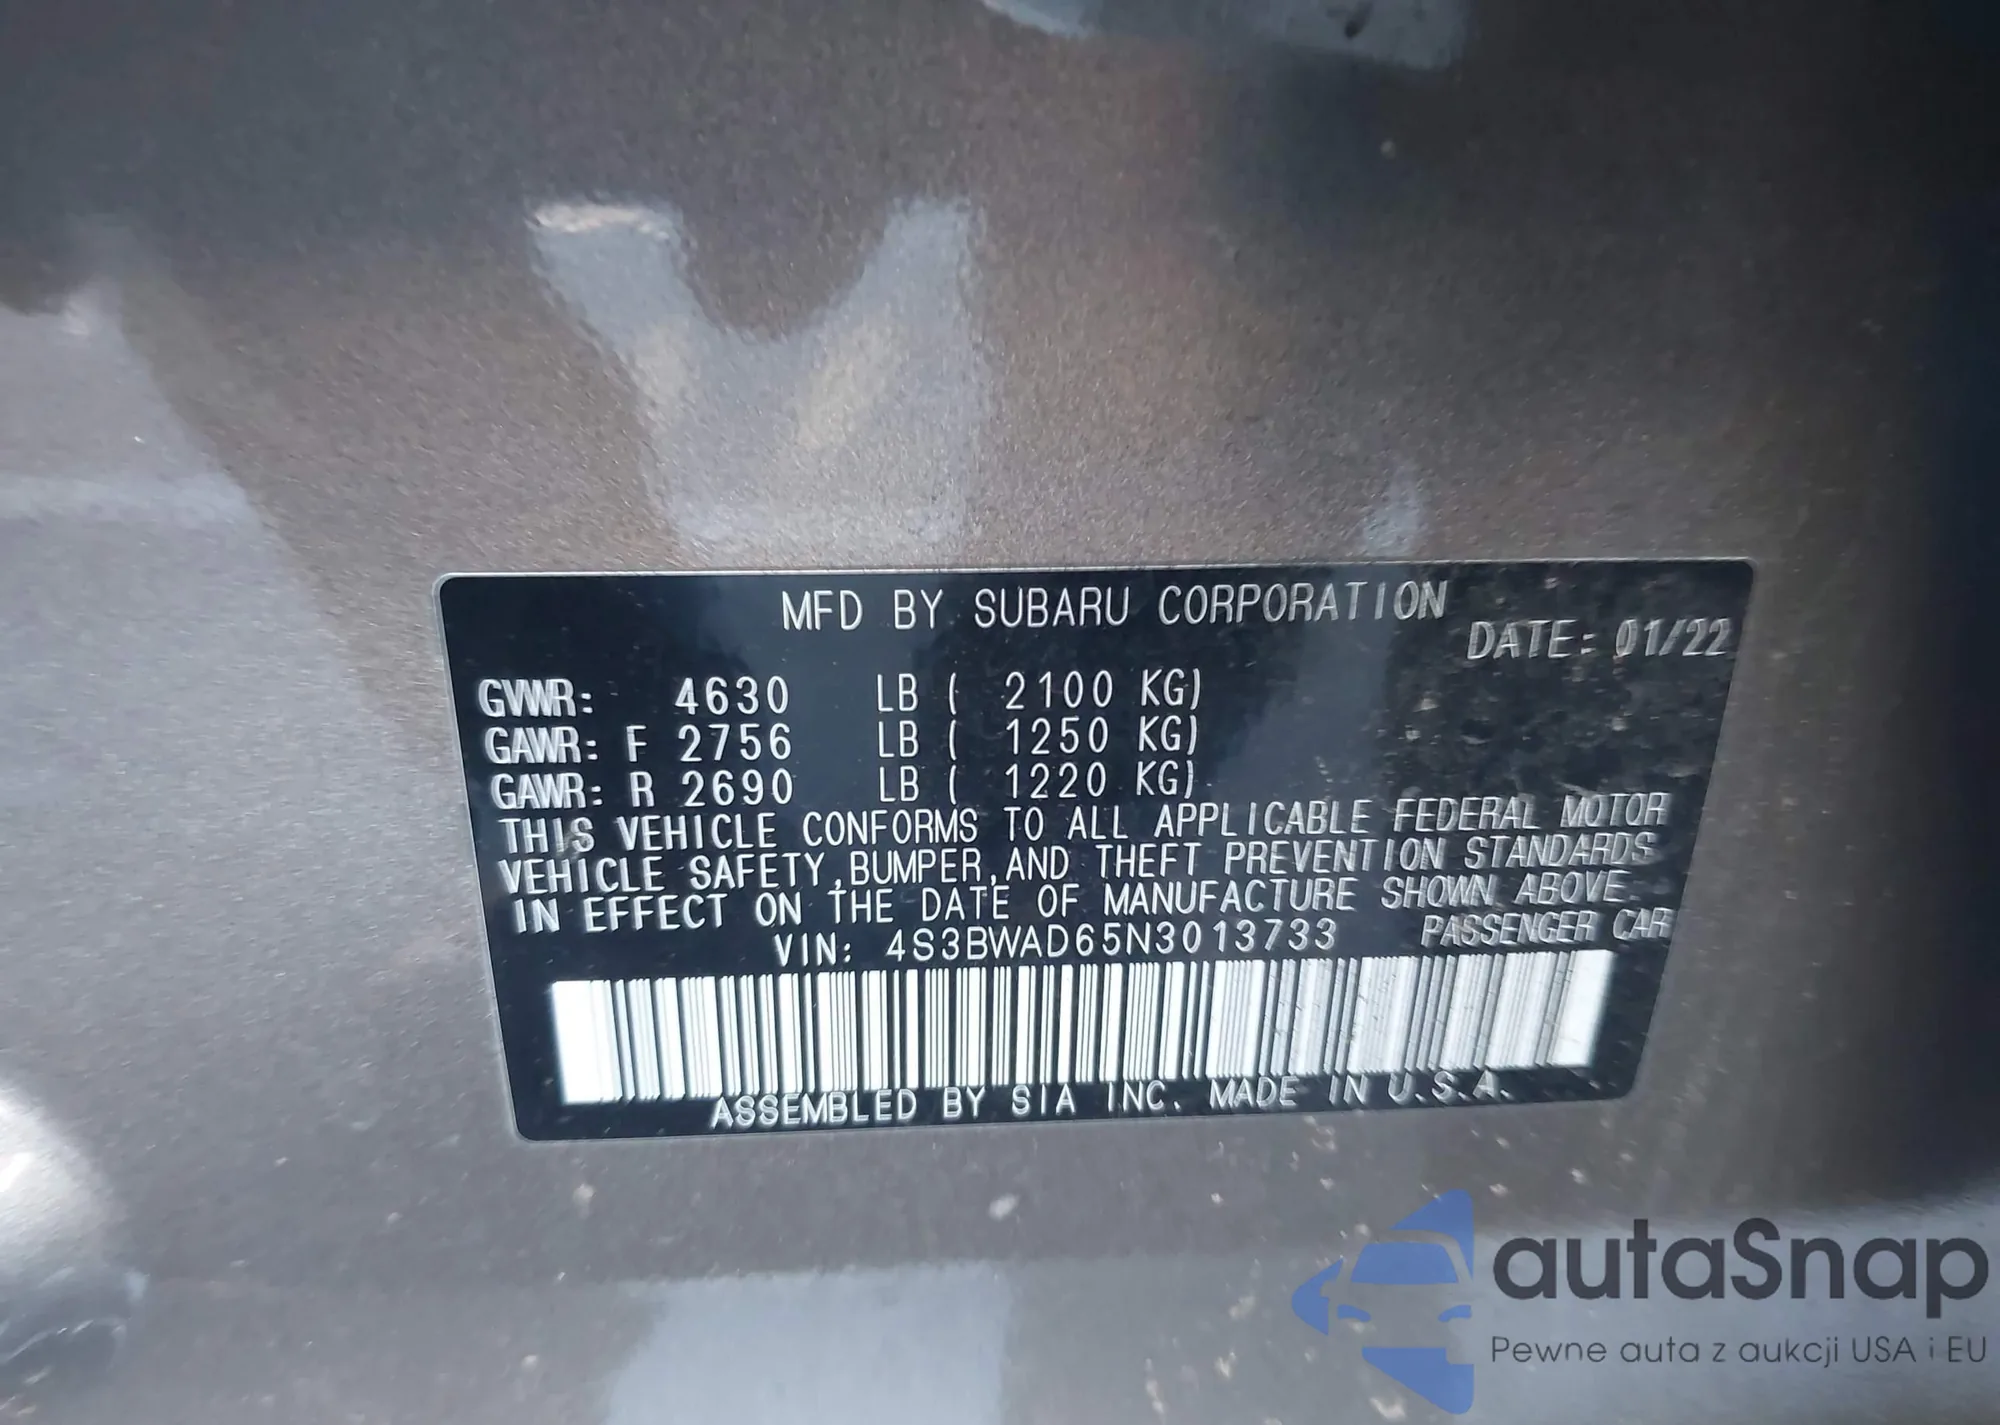 MFD BY SUBARU CORPORATION
DATE: 01/22
GVWR: 4630 LB ( 2100 KG)
GAWR: F 2756 LB ( 1250 KG)
GAWR: R 2690 LB ( 1220 KG)
THIS VEHICLE CONFORMS TO ALL APPLICABLE FEDERAL MOTOR
VEHICLE SAFETY,BUMPER,AND THEFT PREVENTION STANDARDS
IN EFFECT ON THE DATE OF MANUFACTURE SHOWN ABOVE.
VIN: 4S3BWAD65N3013733 PASSENGER CAR
ASSEMBLED BY SIA INC. MADE IN U.S.A.
autaSnap
Pewne auta z aukcji USA i EU